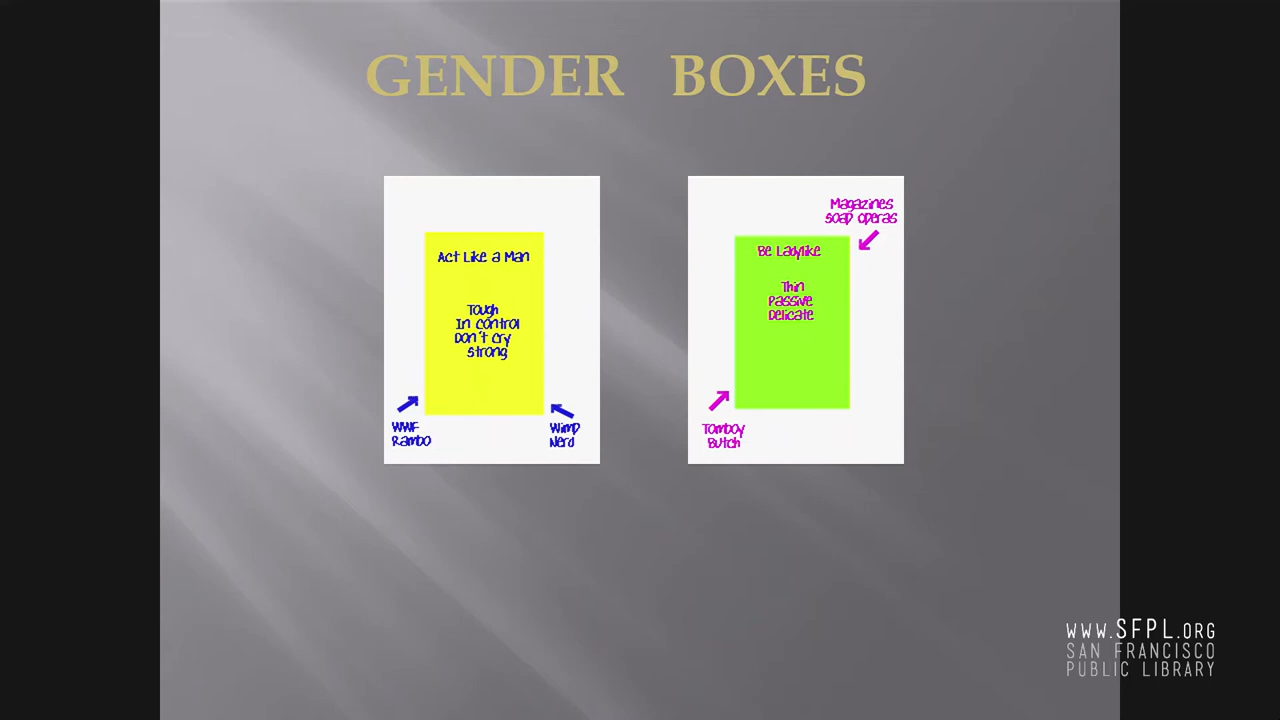 GENDER BOXES
Act Like a Man
Tough
In control
Don't cry
strong
WWF
Rambo
Wimp
Nerd
Magazines
soap operas
Be Ladylike
Thin
Passive
Delicate
Tomboy
Butch
WWW.SFPL.ORG
SAN FRANCISCO
PUBLIC LIBRARY